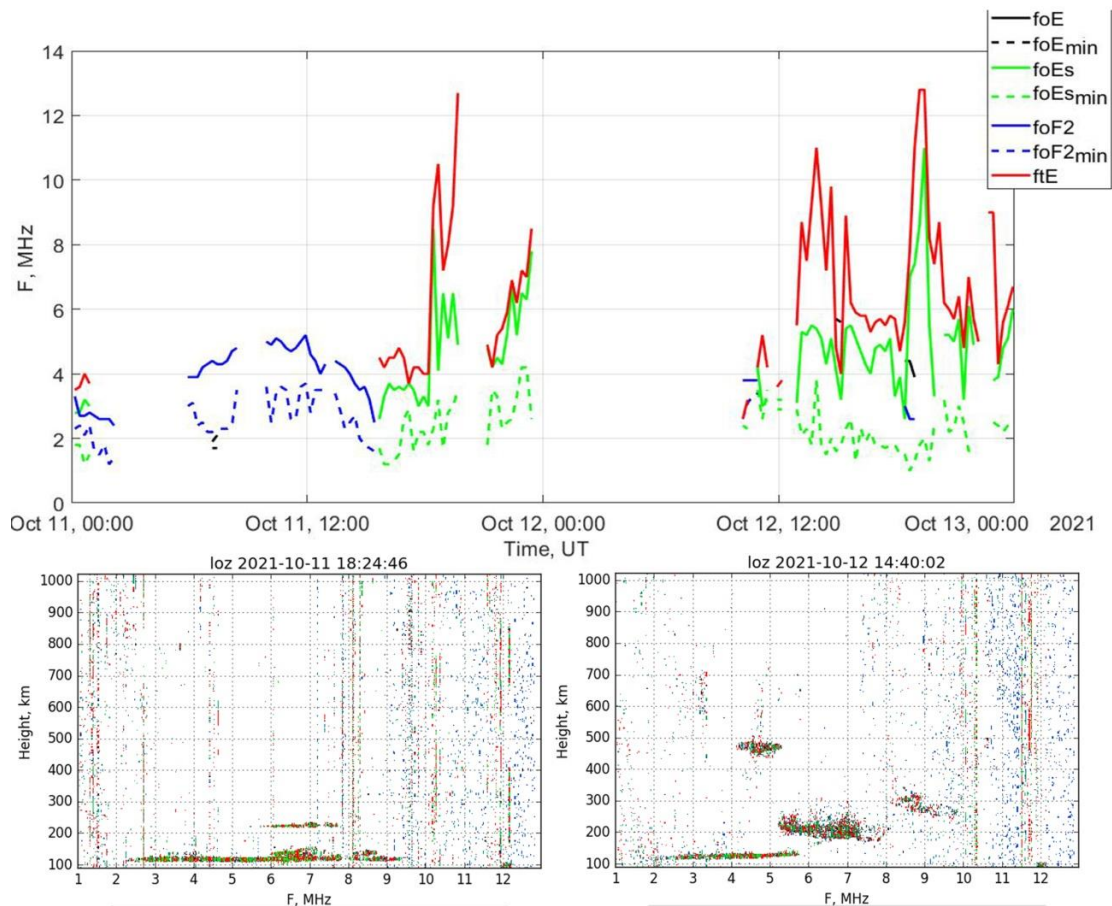 foE
foEmin
foEs
foEsmin
foF2
foF2min
ftE
14
12
10
8
6
4
2
0
F, MHz
Oct 11, 00:00 Oct 11, 12:00 Oct 12, 00:00 Oct 12, 12:00 Oct 13, 00:00 2021
Time, UT
loz 2021-10-11 18:24:46
1000
900
800
700
600
500
400
300
200
100
Height, km
1 2 3 4 5 6 7 8 9 10 11 12
F, MHz
loz 2021-10-12 14:40:02
1000
900
800
700
600
500
400
300
200
100
Height, km
1 2 3 4 5 6 7 8 9 10 11 12
F, MHz